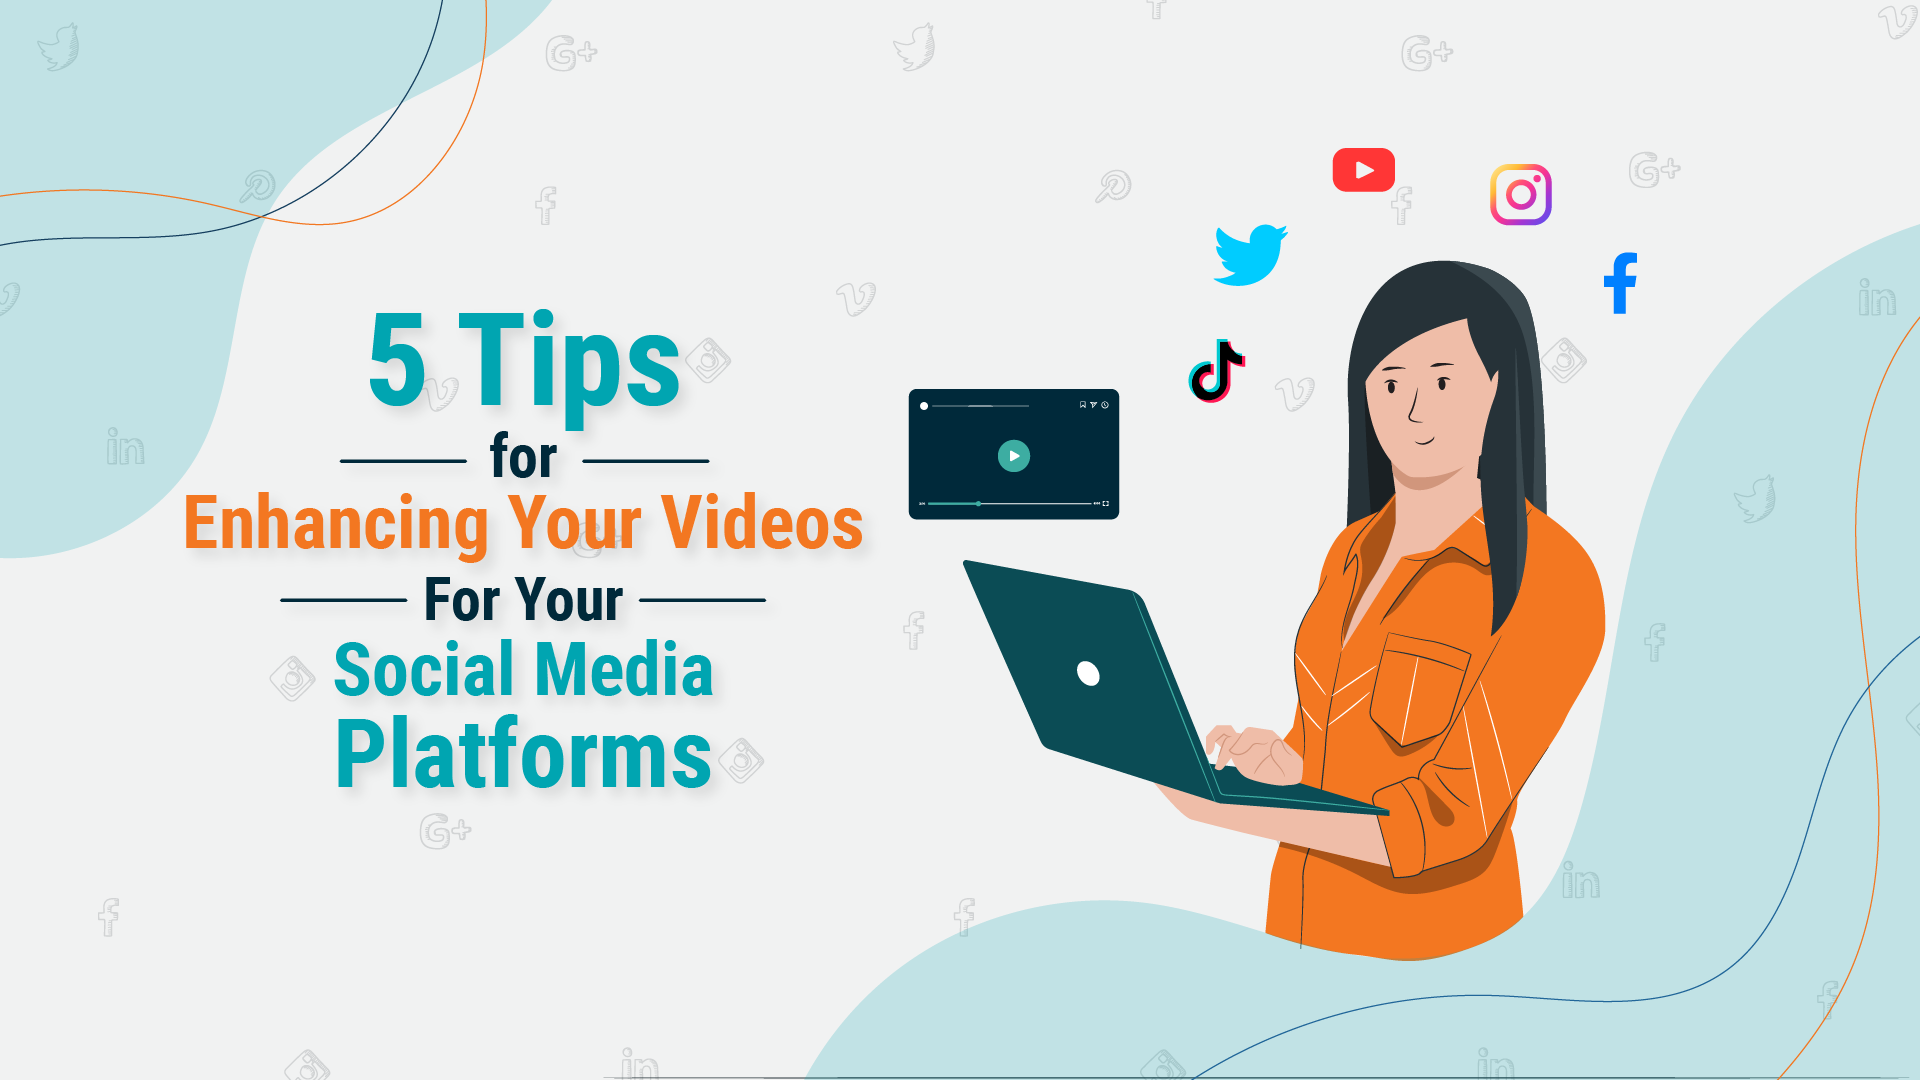 5 Tips
for
Enhancing Your Videos
For Your
Social Media
Platforms